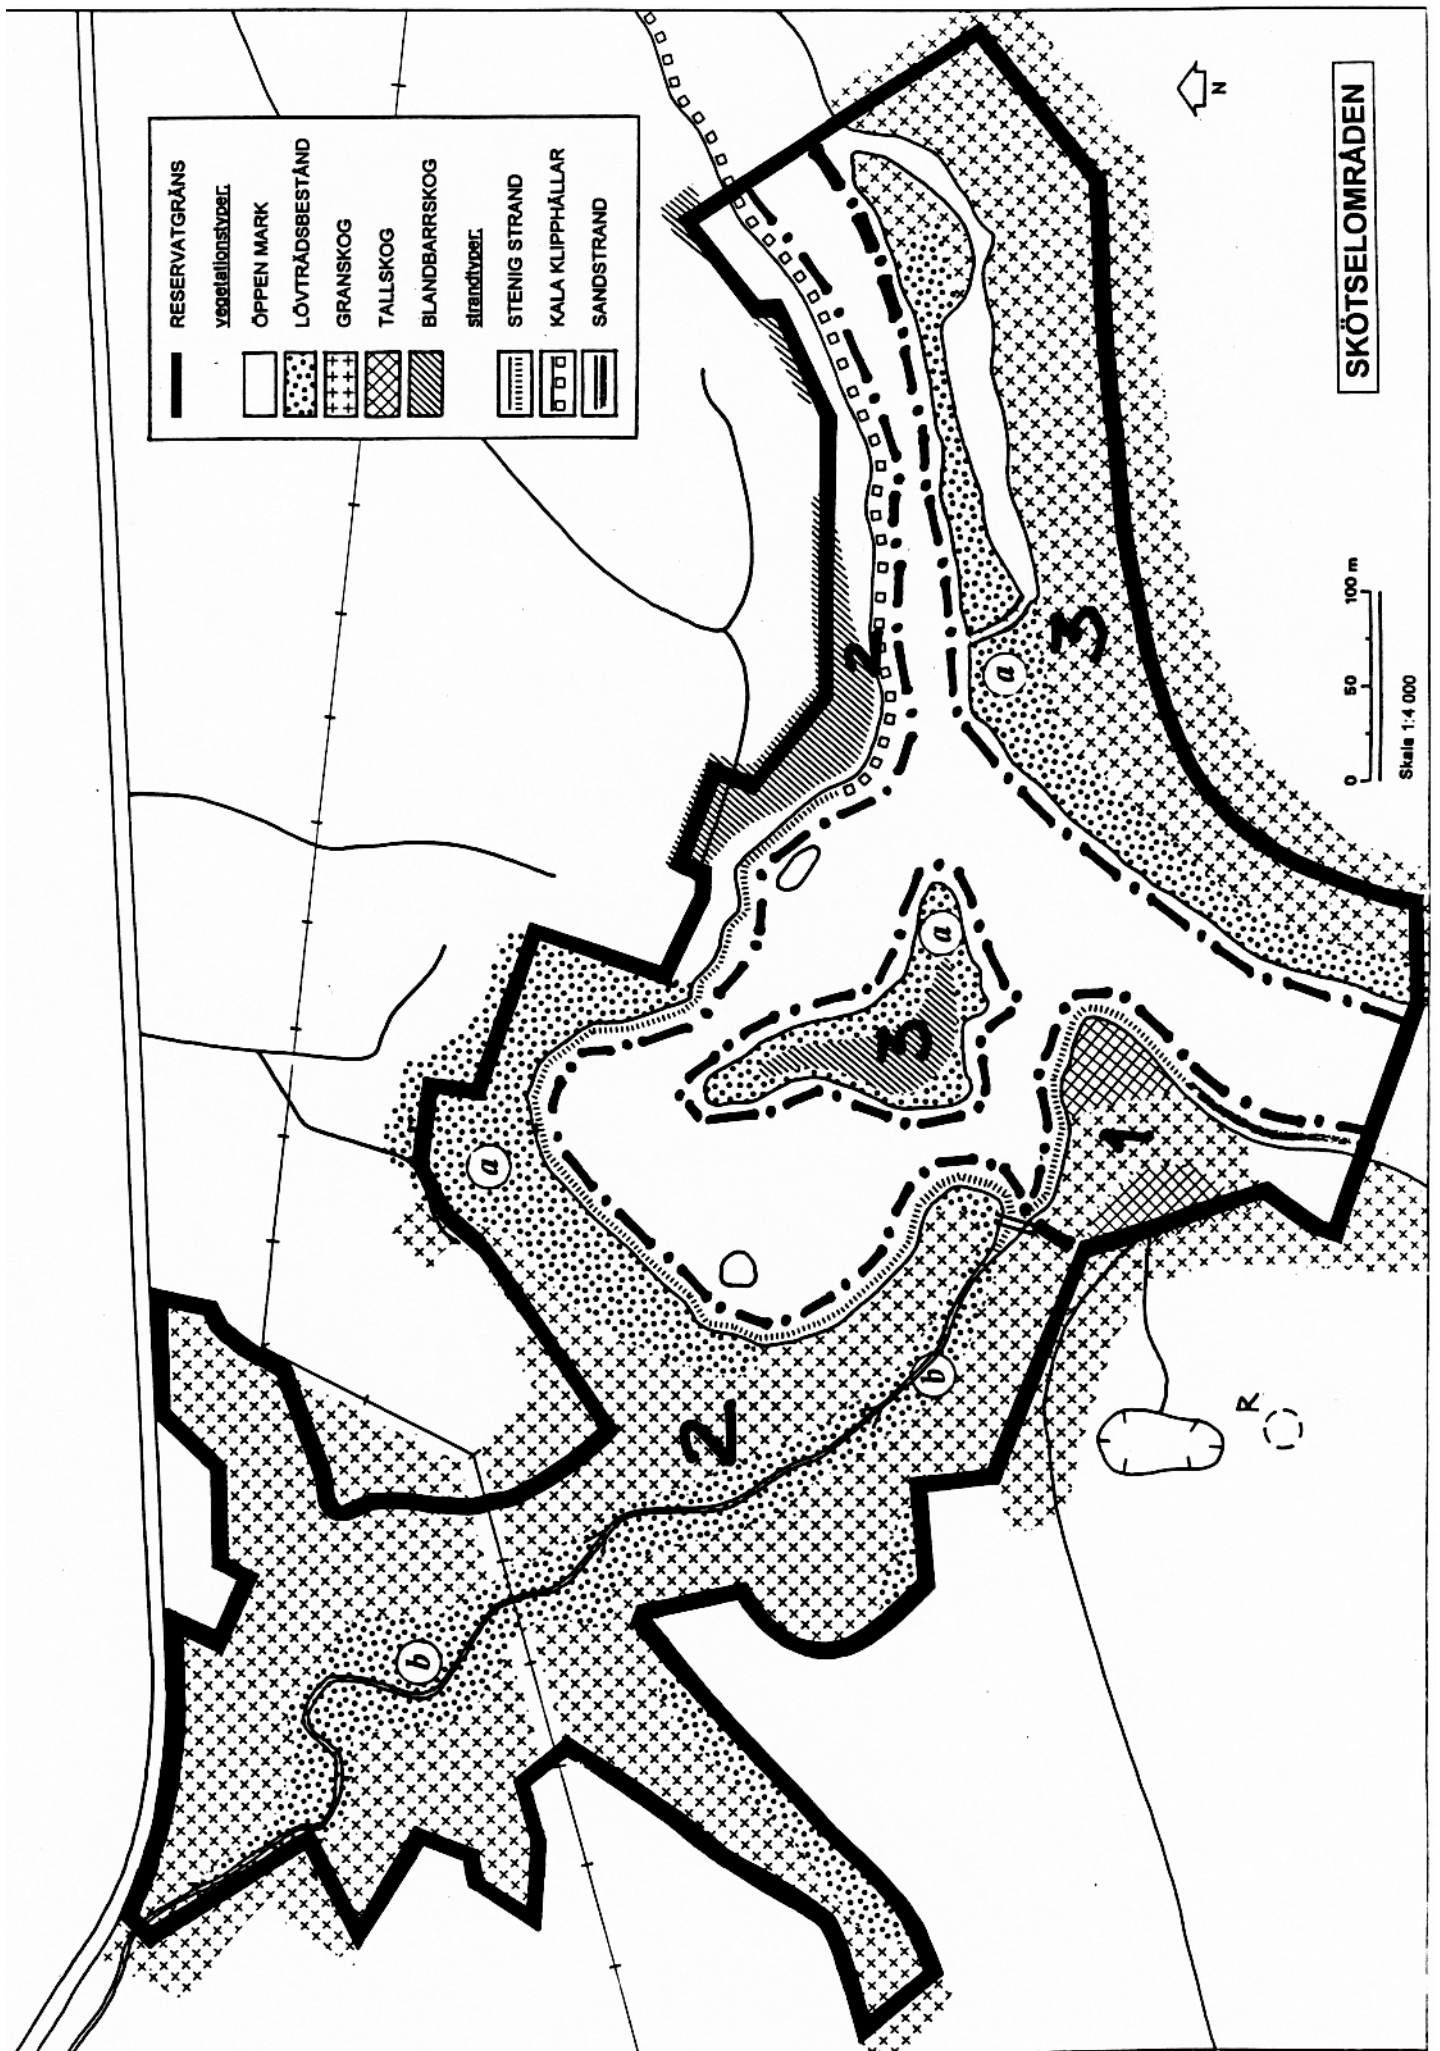 RESERVATGRÄNS
vegetationstyper:
ÖPPEN MARK
LÖVTRÄDSBESTÅND
GRANSKOG
TALLSKOG
BLANDBARRSKOG
strandtyper:
STENIG STRAND
KALA KLIPPHÄLLAR
SANDSTRAND
N
SKÖTSELOMRÅDEN
2
a
3
0 50 100 m
Skala 1:4 000
a
3
a
1
2
b
b
R